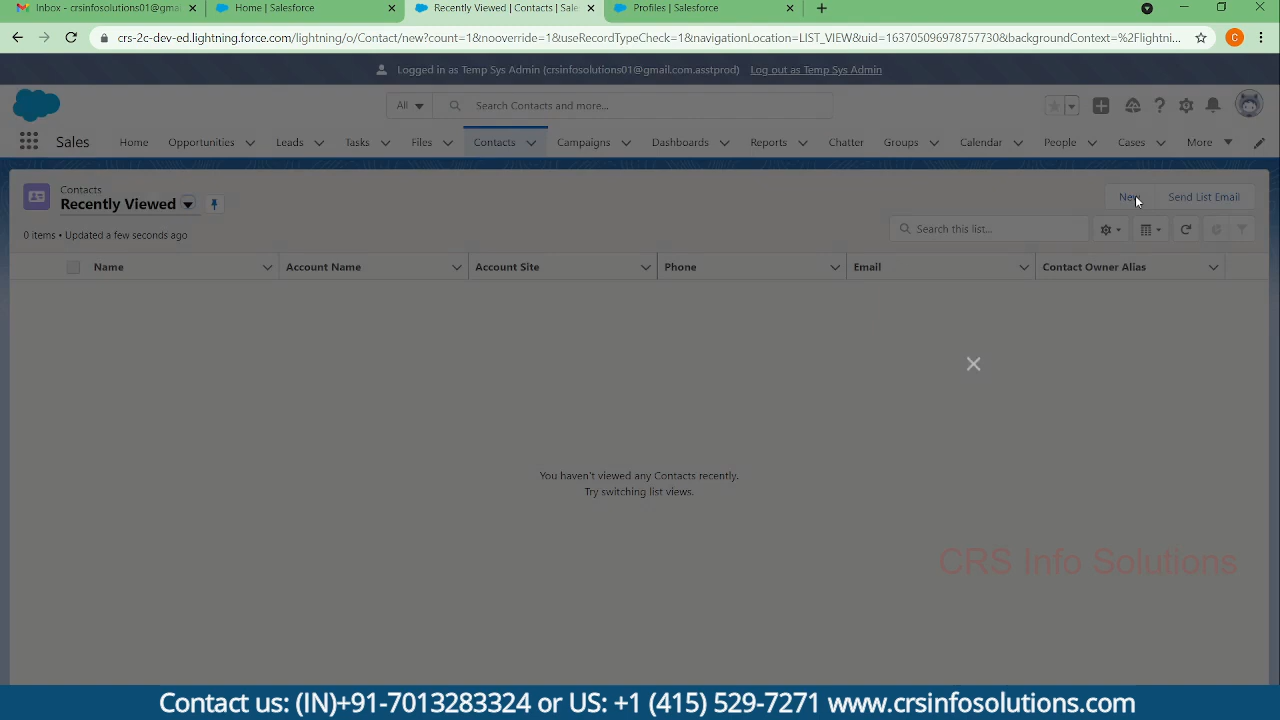 Inbox - crsinfosolutions01@gmai
Home | Salesforce
Recently Viewed | Contacts | Sale
Profiles | Salesforce
crs-2c-dev-ed.lightning.force.com/lightning/o/Contact/new?count=1&nooverride=1&useRecordTypeCheck=1&navigationLocation=LIST_VIEW&uid=163705096978757730&backgroundContext=%2Flightni...
C
Logged in as Temp Sys Admin (crsinfosolutions01@gmail.com.asstprod) Log out as Temp Sys Admin
All Search Contacts and more...
Sales Home Opportunities Leads Tasks Files Contacts Campaigns Dashboards Reports Chatter Groups Calendar People Cases More
Contacts
Recently Viewed
New Send List Email
0 items • Updated a few seconds ago
Search this list...
Name Account Name Account Site Phone Email Contact Owner Alias
You haven't viewed any Contacts recently.
Try switching list views.
CRS Info Solutions
Contact us: (IN)+91-7013283324 or US: +1 (415) 529-7271 www.crsinfosolutions.com